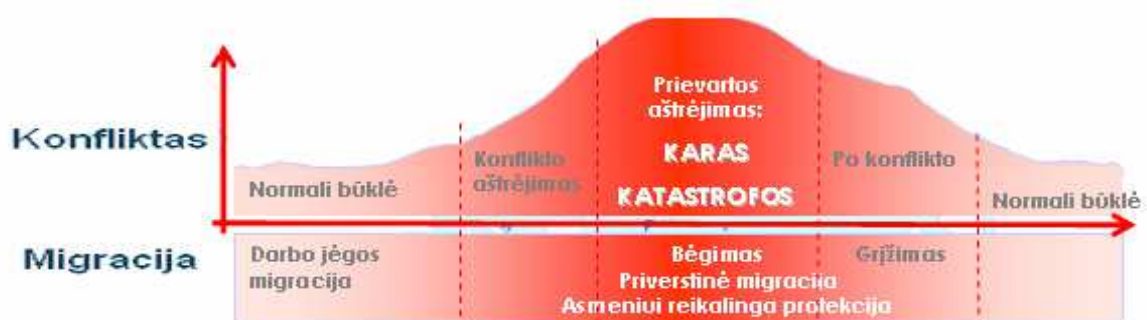 Konfliktas
Normali būklė
Konflikto
aštrėjimas
Prievartos
aštrėjimas:
KARAS
KATASTROFOS
Po konflikto
Normali būklė
Migracija
Darbo jėgos
migracija
Bėgimas
Priverstinė migracija
Asmeniui reikalinga protekcija
Grįžimas